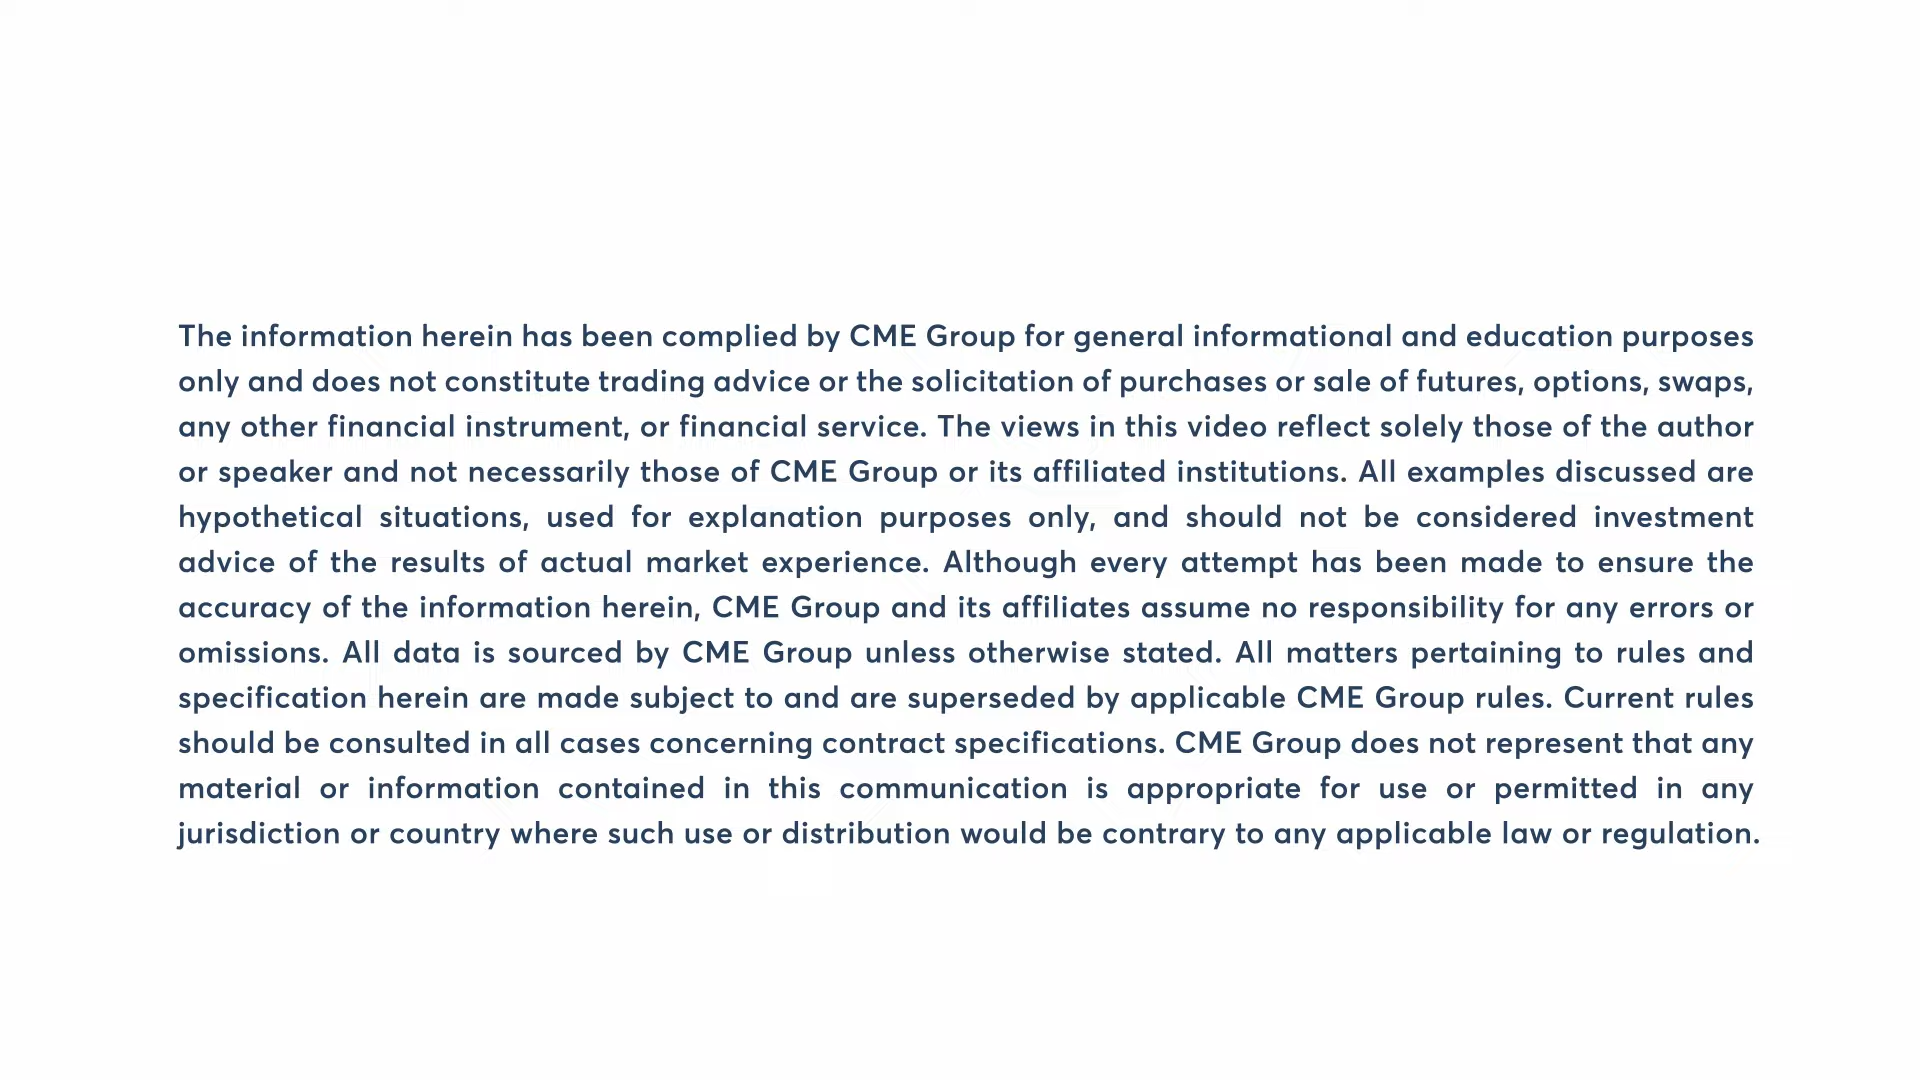 The information herein has been complied by CME Group for general informational and education purposes
only and does not constitute trading advice or the solicitation of purchases or sale of futures, options, swaps,
any other financial instrument, or financial service. The views in this video reflect solely those of the author
or speaker and not necessarily those of CME Group or its affiliated institutions. All examples discussed are
hypothetical situations, used for explanation purposes only, and should not be considered investment
advice of the results of actual market experience. Although every attempt has been made to ensure the
accuracy of the information herein, CME Group and its affiliates assume no responsibility for any errors or
omissions. All data is sourced by CME Group unless otherwise stated. All matters pertaining to rules and
specification herein are made subject to and are superseded by applicable CME Group rules. Current rules
should be consulted in all cases concerning contract specifications. CME Group does not represent that any
material or information contained in this communication is appropriate for use or permitted in any
jurisdiction or country where such use or distribution would be contrary to any applicable law or regulation.